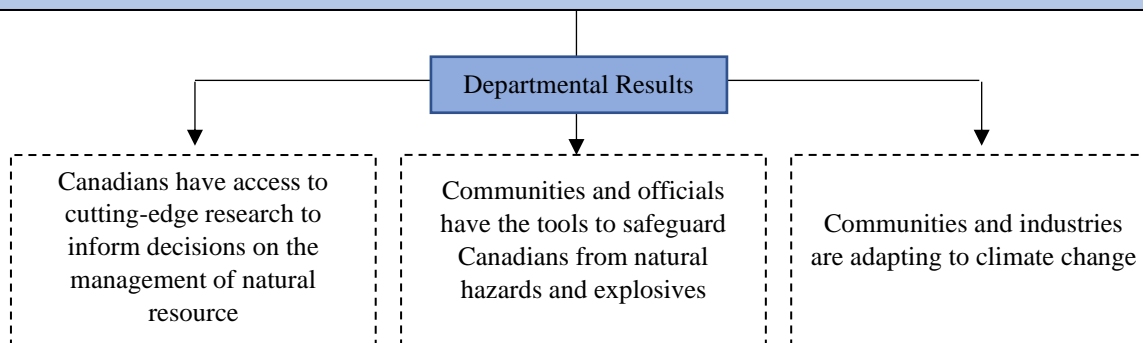 Departmental Results
Canadians have access to
cutting-edge research to
inform decisions on the
management of natural
resource
Communities and officials
have the tools to safeguard
Canadians from natural
hazards and explosives
Communities and industries
are adapting to climate change